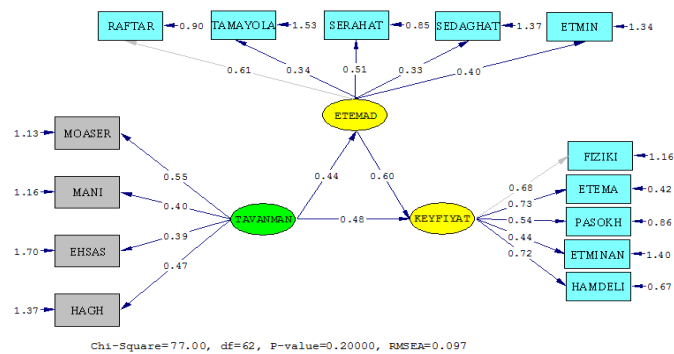 RAFTAR 0.90 TAMAYOLA 1.53 SERAHAT 0.85 SEDAGHAT 1.37 ETMIN 1.34
0.61 0.34 0.51 0.33 0.40
ETEMAD
1.13 MOASER
0.55
1.16 MANI
0.40
1.70 EHSAS
0.39
1.37 HAGH
0.47
TAVANMAN
0.44
0.60
0.48
KEYFIYAT
0.68 FIZIKI 1.16
0.73 ETEMA 0.42
0.54 PASOKH 0.86
0.44 ETMINAN 1.40
0.72 HAMDELI 0.67
Chi-Square=77.00, df=62, P-value=0.20000, RMSEA=0.097